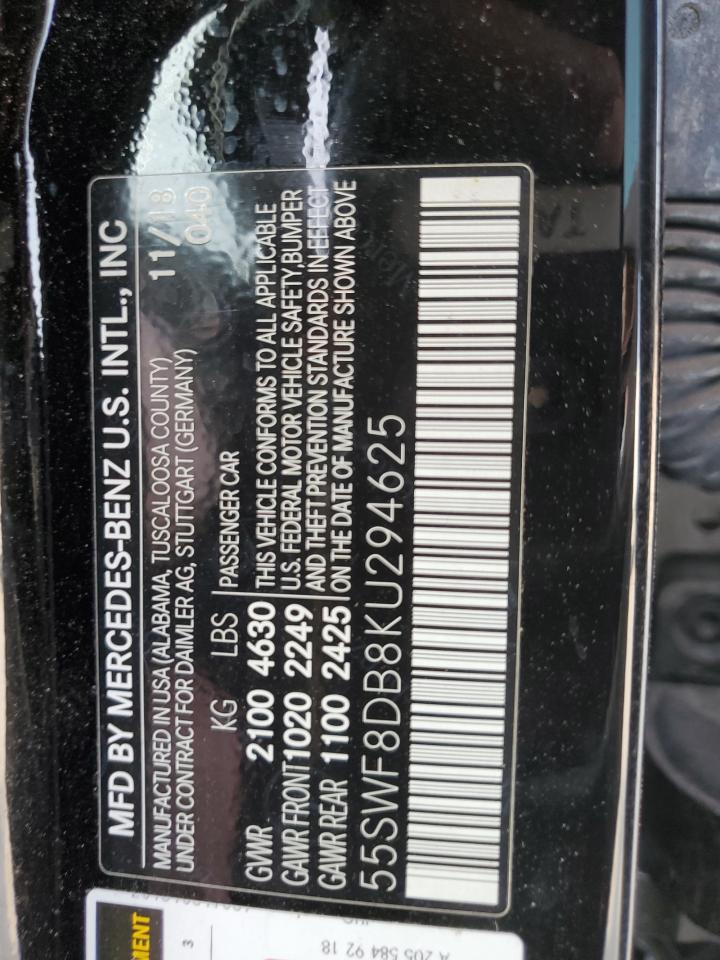 MFD BY MERCEDES-BENZ U.S. INTL., INC
MANUFACTURED IN USA (ALABAMA, TUSCALOOSA COUNTY) 11/18
UNDER CONTRACT FOR DAIMLER AG, STUTTGART (GERMANY) 040
KG LBS PASSENGER CAR
GVWR 2100 4630 THIS VEHICLE CONFORMS TO ALL APPLICABLE
GAWR FRONT 1020 2249 U.S. FEDERAL MOTOR VEHICLE SAFETY, BUMPER
GAWR REAR 1100 2425 AND THEFT PREVENTION STANDARDS IN EFFECT
ON THE DATE OF MANUFACTURE SHOWN ABOVE
55SWF8DB8KU294625
3
A 205 584 92 18